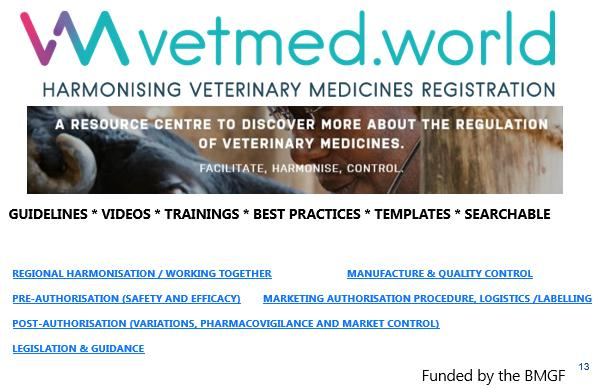 VM vetmed.world
HARMONISING VETERINARY MEDICINES REGISTRATION
A RESOURCE CENTRE TO DISCOVER MORE ABOUT THE REGULATION
OF VETERINARY MEDICINES.
FACILITATE, HARMONISE, CONTROL.
GUIDELINES * VIDEOS * TRAININGS * BEST PRACTICES * TEMPLATES * SEARCHABLE
REGIONAL HARMONISATION / WORKING TOGETHER MANUFACTURE & QUALITY CONTROL
PRE-AUTHORISATION (SAFETY AND EFFICACY) MARKETING AUTHORISATION PROCEDURE, LOGISTICS /LABELLING
POST-AUTHORISATION (VARIATIONS, PHARMACOVIGILANCE AND MARKET CONTROL)
LEGISLATION & GUIDANCE
Funded by the BMGF
13